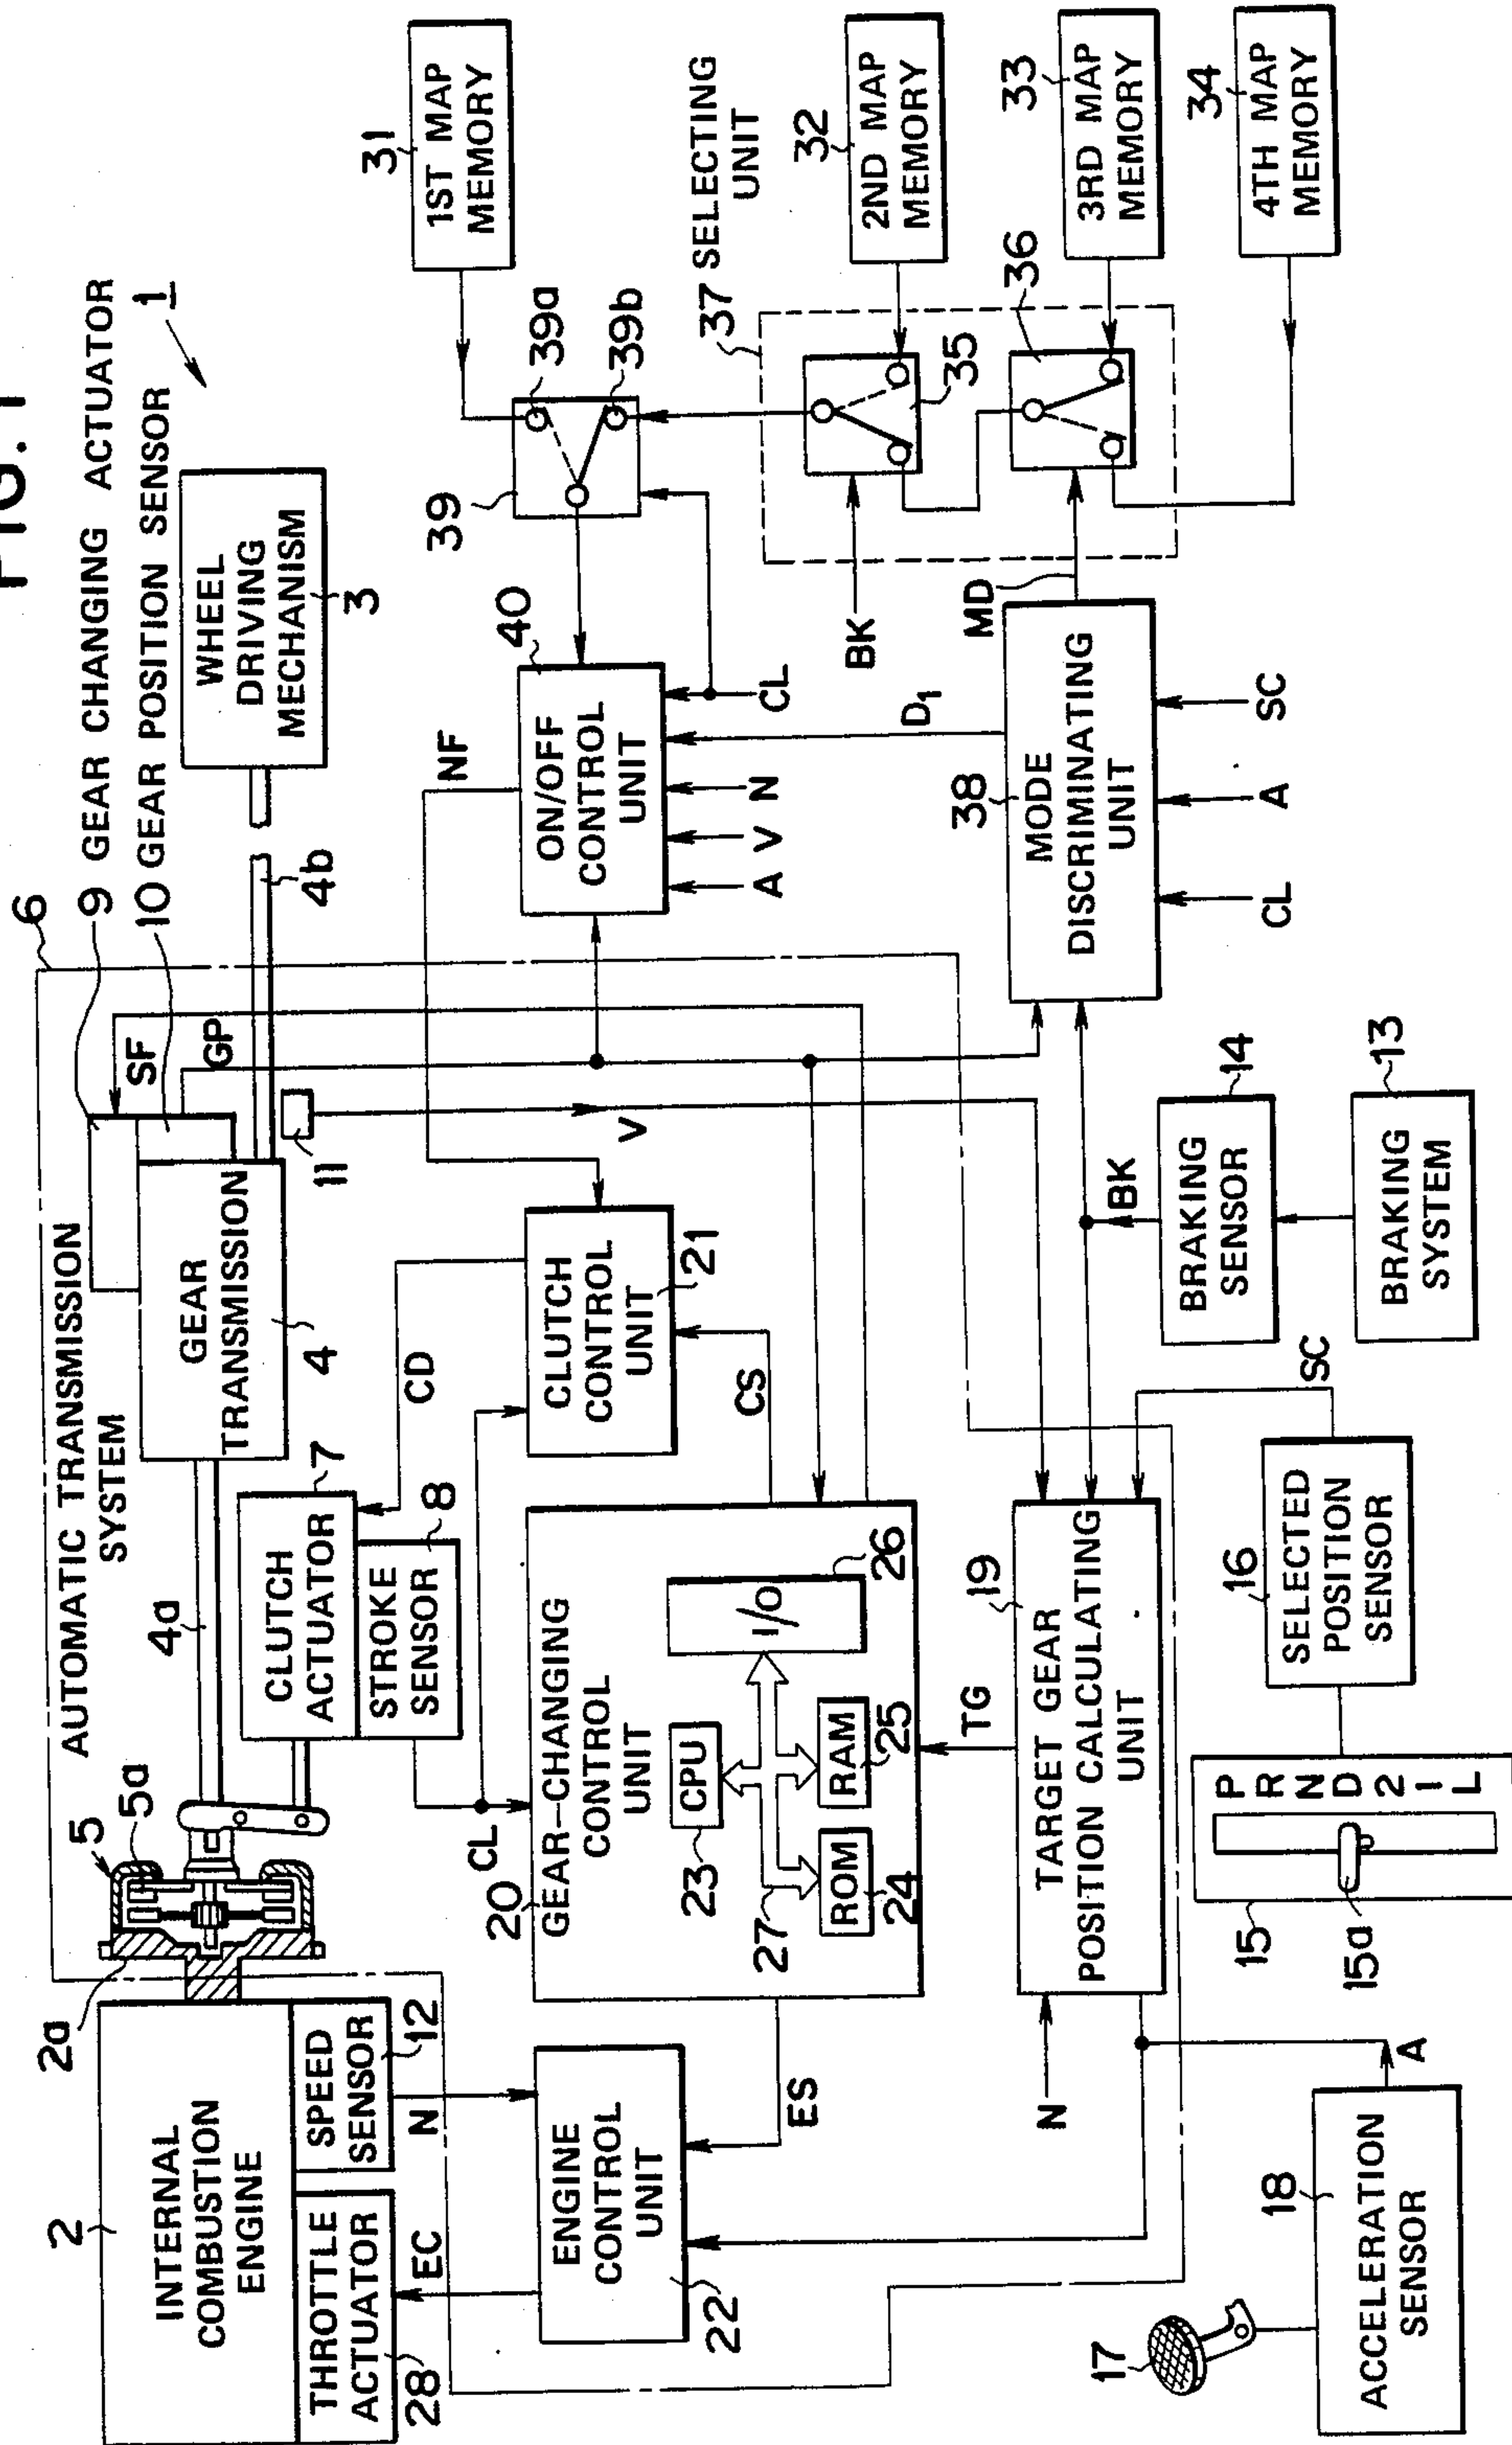 FIG. 1
1
2
INTERNAL
COMBUSTION
ENGINE
2a
THROTTLE
ACTUATOR
28
SPEED
SENSOR
12
EC
N
5
5a
AUTOMATIC TRANSMISSION
SYSTEM
4a
CLUTCH
ACTUATOR
7
STROKE
SENSOR
8
GEAR
TRANSMISSION
4
6
9 GEAR CHANGING ACTUATOR
10 GEAR POSITION SENSOR
SF
GP
11
V
4b
WHEEL
DRIVING
MECHANISM
3
ENGINE
CONTROL
UNIT
22
ES
CL
20
GEAR-CHANGING
CONTROL
UNIT
CPU
23
27
ROM
24
RAM
25
I/O
26
CD
CS
CLUTCH
CONTROL
UNIT
21
NF
40
ON/OFF
CONTROL
UNIT
A
V
N
CL
39
39a
39b
31
1ST MAP
MEMORY
37 SELECTING
UNIT
32
2ND MAP
MEMORY
33
3RD MAP
MEMORY
34
4TH MAP
MEMORY
35
36
BK
MD
D1
38
MODE
DISCRIMINATING
UNIT
CL
A
SC
N
TG
19
TARGET GEAR
POSITION CALCULATING
UNIT
BK
14
BRAKING
SENSOR
13
BRAKING
SYSTEM
SC
16
SELECTED
POSITION
SENSOR
15
15a
P
R
N
D
2
1
L
17
18
ACCELERATION
SENSOR
A